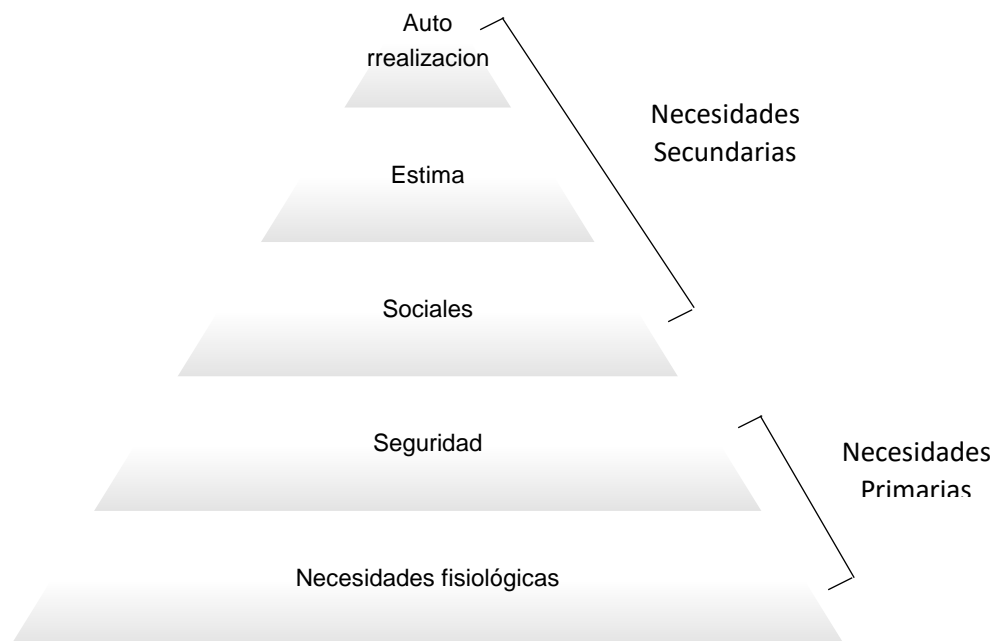 Auto
rrealizacion
Necesidades
Secundarias
Estima
Sociales
Seguridad
Necesidades
Primarias
Necesidades fisiológicas